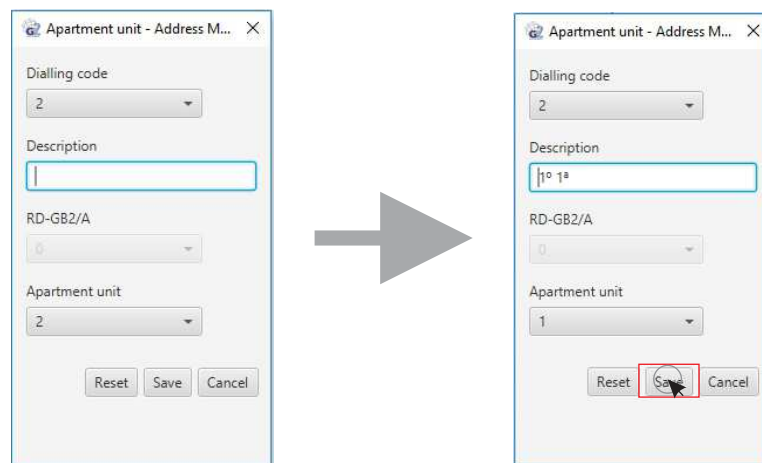 Apartment unit - Address M...
Dialling code
2
Description
RD-GB2/A
0
Apartment unit
2
Reset Save Cancel
Apartment unit - Address M...
Dialling code
2
Description
1º 1ª
RD-GB2/A
0
Apartment unit
1
Reset Save Cancel